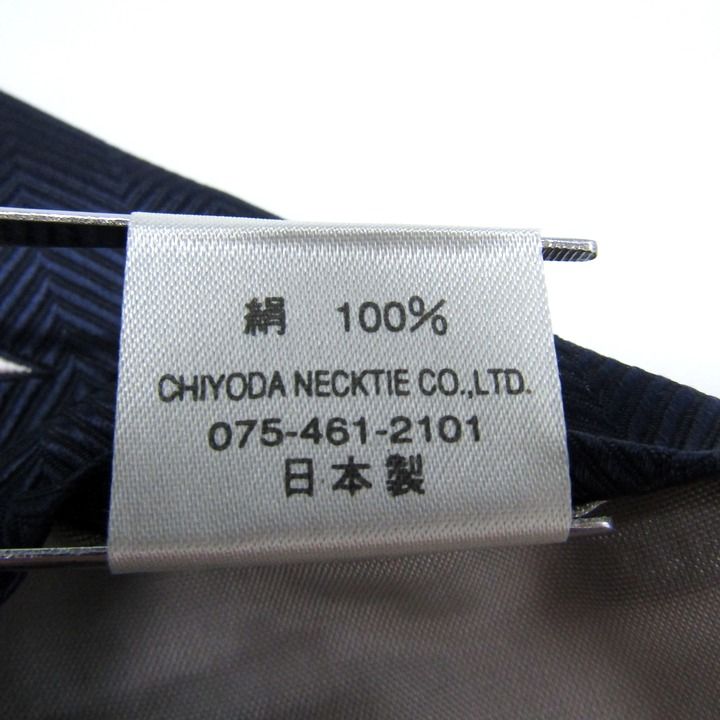 絹 100%
CHIYODA NECKTIE CO.,LTD.
075-461-2101
日本製